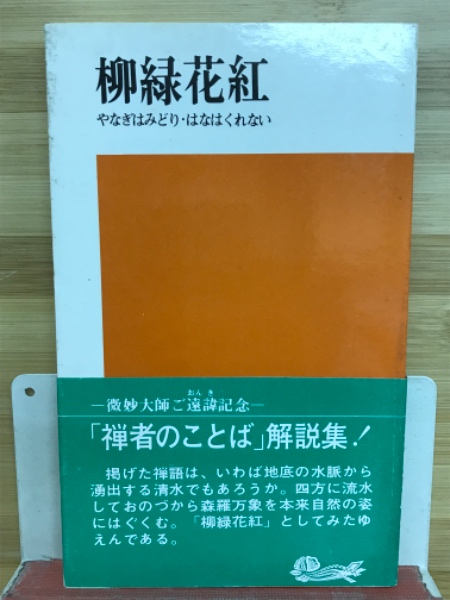 柳緑花紅
やなぎはみどり・はなはくれない
おんき
―微妙大師ご遠諱記念―
「禅者のことば」解説集!
掲げた禅語は、いわば地底の水脈から
湧出する清水でもあろうか。四方に流水
しておのづから森羅万象を本来自然の姿
にはぐくむ。「柳緑花紅」としてみたゆ
えんである。